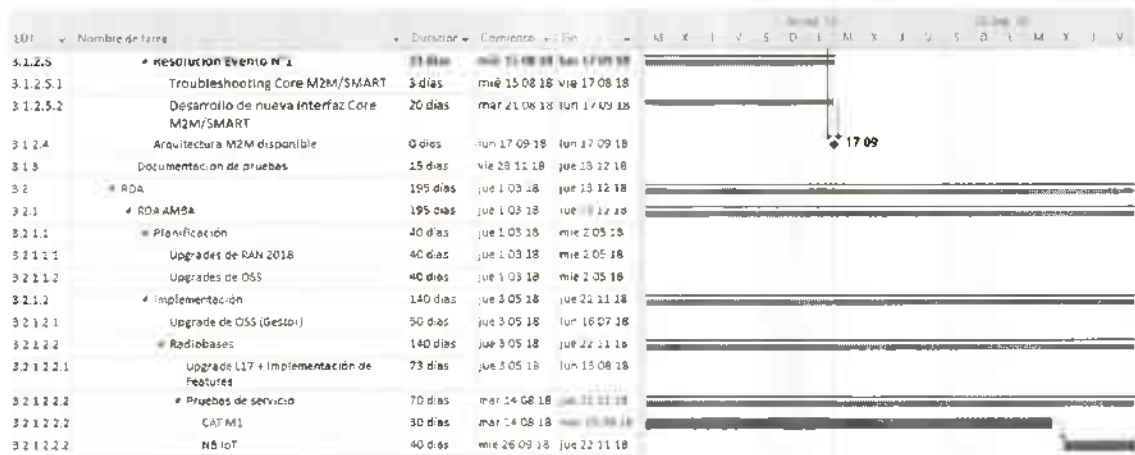 EDT Nombre de tarea Duración Comienzo Fin M X J V S D L M X J V S D L M X J V
3.1.2.5 Resolución Evento N°1
3.1.2.5.1 Troubleshooting Core M2M/SMART 3 días mié 15 08 18 vie 17 08 18
3.1.2.5.2 Desarrollo de nueva interfaz Core 20 días mar 21 08 18 lun 17 09 18
M2M/SMART
3.1.2.4 Arquitectura M2M disponible 0 días lun 17 09 18 lun 17 09 18 17 09
3.1.3 Documentación de pruebas 15 días vie 23 11 18 jue 13 12 18
3.2 RDA 195 días jue 1 03 18 jue 13 12 18
3.2.1 RDA AMBA 195 días jue 1 03 18 jue 12 18
3.2.1.1 Planificación 40 días jue 1 03 18 mié 2 05 18
3.2.1.1.1 Upgrades de RAN 2018 40 días jue 1 03 18 mié 2 05 18
3.2.1.1.2 Upgrades de OSS 40 días jue 1 03 18 mié 2 05 18
3.2.1.2 Implementación 140 días jue 3 05 18 jue 22 11 18
3.2.1.2.1 Upgrade de OSS (Gestor) 50 días jue 3 05 18 lun 16 07 18
3.2.1.2.2 Radiobases 140 días jue 3 05 18 jue 22 11 18
3.2.1.2.2.1 Upgrade L17 + Implementación de 73 días jue 3 05 18 lun 13 08 18
Features
3.2.1.2.2.2 Pruebas de servicio 70 días mar 14 08 18
3.2.1.2.2.2 CAT M1 30 días mar 14 08 18
3.2.1.2.2.2 NB IoT 40 días mié 26 09 18 jue 22 11 18